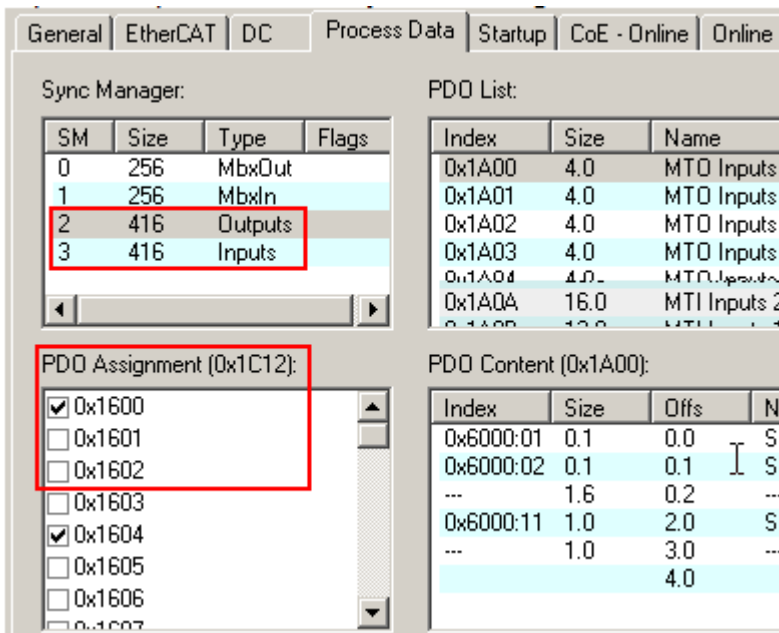 General EtherCAT DC Process Data Startup CoE - Online Online
Sync Manager:
SM Size Type Flags
0 256 MbxOut
1 256 MbxIn
2 416 Outputs
3 416 Inputs
PDO List:
Index Size Name
0x1A00 4.0 MTO Inputs
0x1A01 4.0 MTO Inputs
0x1A02 4.0 MTO Inputs
0x1A03 4.0 MTO Inputs
0x1A0A 16.0 MTI Inputs 2
PDO Assignment (0x1C12):
0x1600
0x1601
0x1602
0x1603
0x1604
0x1605
0x1606
PDO Content (0x1A00):
Index Size Offs N
0x6000:01 0.1 0.0 S
0x6000:02 0.1 0.1 S
--- 1.6 0.2 ---
0x6000:11 1.0 2.0 S
--- 1.0 3.0 ---
4.0